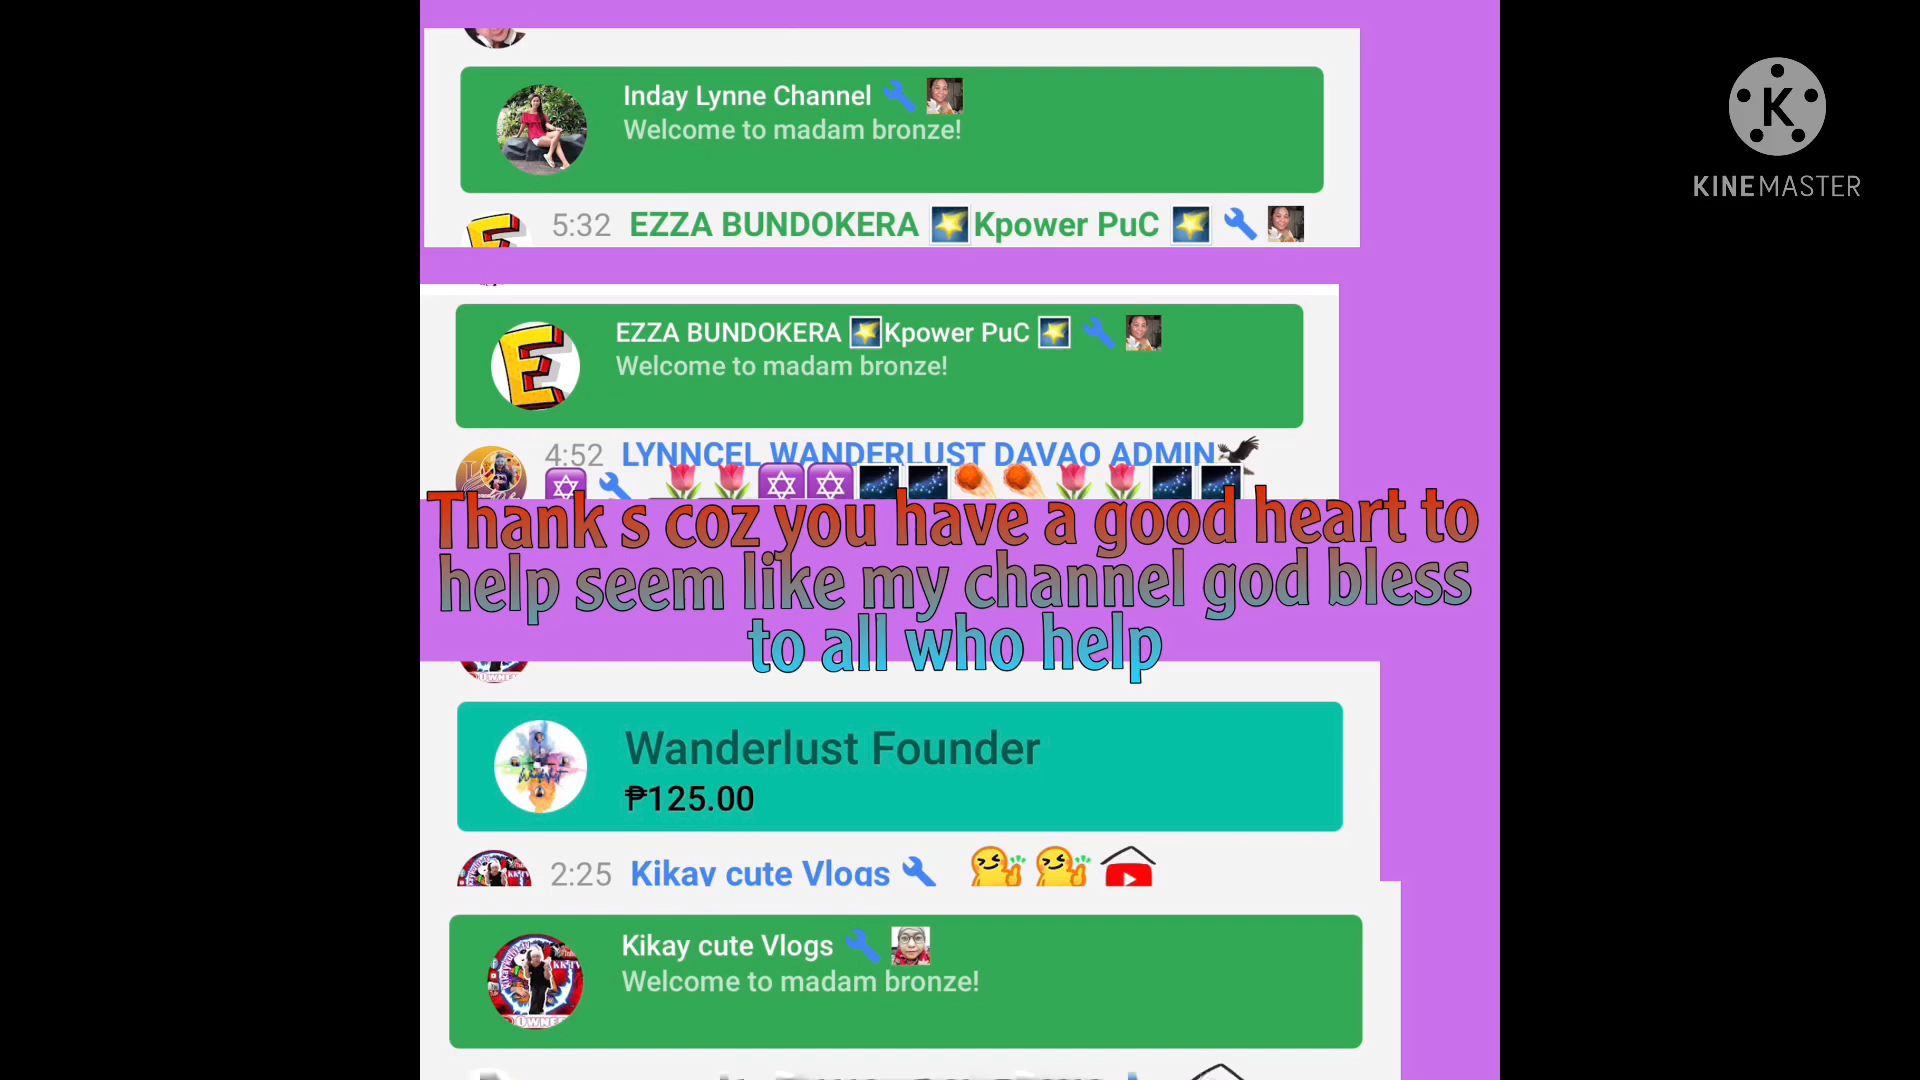 Inday Lynne Channel
Welcome to madam bronze!
5:32 EZZA BUNDOKERA Kpower PuC
EZZA BUNDOKERA Kpower PuC
Welcome to madam bronze!
4:52 LYNNCEL WANDERLUST DAVAO ADMIN
Thank s coz you have a good heart to
help seem like my channel god bless
to all who help
Wanderlust Founder
₱125.00
2:25 Kikay cute Vlogs
Kikay cute Vlogs
Welcome to madam bronze!
KINEMASTER